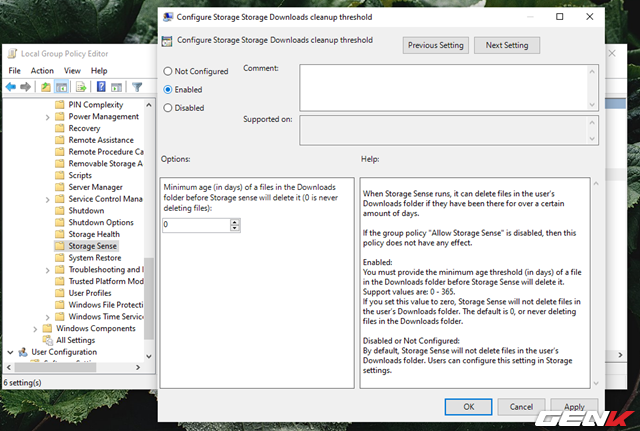 Configure Storage Storage Downloads cleanup threshold
Configure Storage Storage Downloads cleanup threshold
Previous Setting
Next Setting
Not Configured
Enabled
Disabled
Comment:
Supported on:
Options:
Help:
Minimum age (in days) of a files in the Downloads
folder before Storage sense will delete it (0 is never
deleting files):
0
When Storage Sense runs, it can delete files in the user's
Downloads folder if they have been there for over a certain
amount of days.
If the group policy "Allow Storage Sense" is disabled, then this
policy does not have any effect.
Enabled:
You must provide the minimum age threshold (in days) of a file
in the Downloads folder before Storage Sense will delete it.
Support values are: 0 - 365.
If you set this value to zero, Storage Sense will not delete files in
the user's Downloads folder. The default is 0, or never deleting
files in the Downloads folder.
Disabled or Not Configured:
By default, Storage Sense will not delete files in the user's
Downloads folder. Users can configure this setting in Storage
settings.
OK
Cancel
Apply
Local Group Policy Editor
File Action View Help
PIN Complexity
Power Management
Recovery
Remote Assistance
Remote Procedure Ca
Removable Storage A
Scripts
Server Manager
Service Control Mana
Shutdown
Shutdown Options
Storage Health
Storage Sense
System Restore
Troubleshooting and
Trusted Platform Mod
User Profiles
Windows File Protecti
Windows Time Service
Windows Components
All Settings
User Configuration
6 setting(s)
GENK